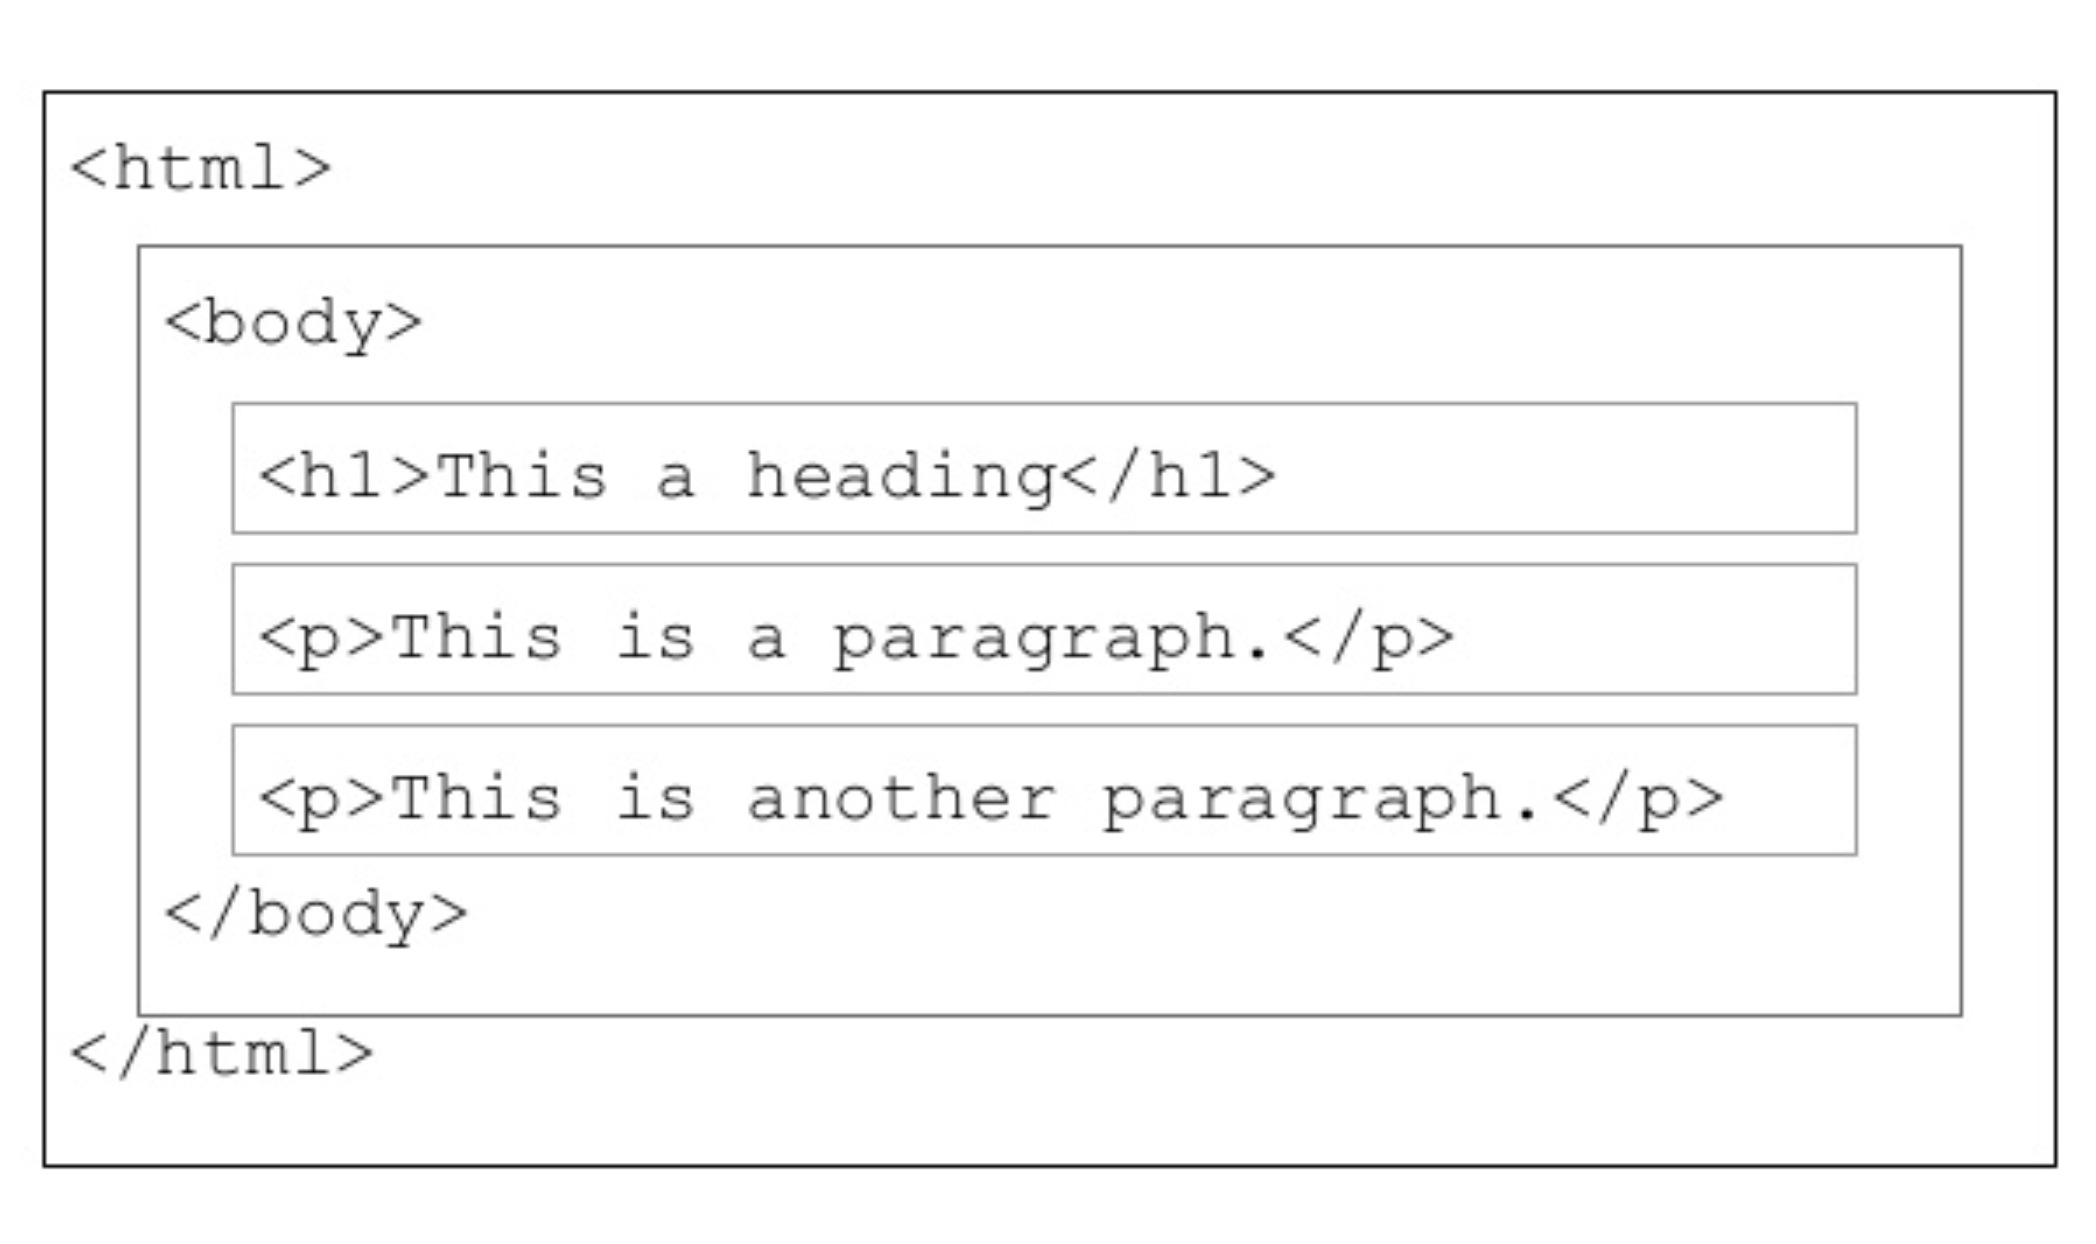 <html>
<body>
<h1>This a heading</h1>
<p>This is a paragraph.</p>
<p>This is another paragraph.</p>
</body>
</html>